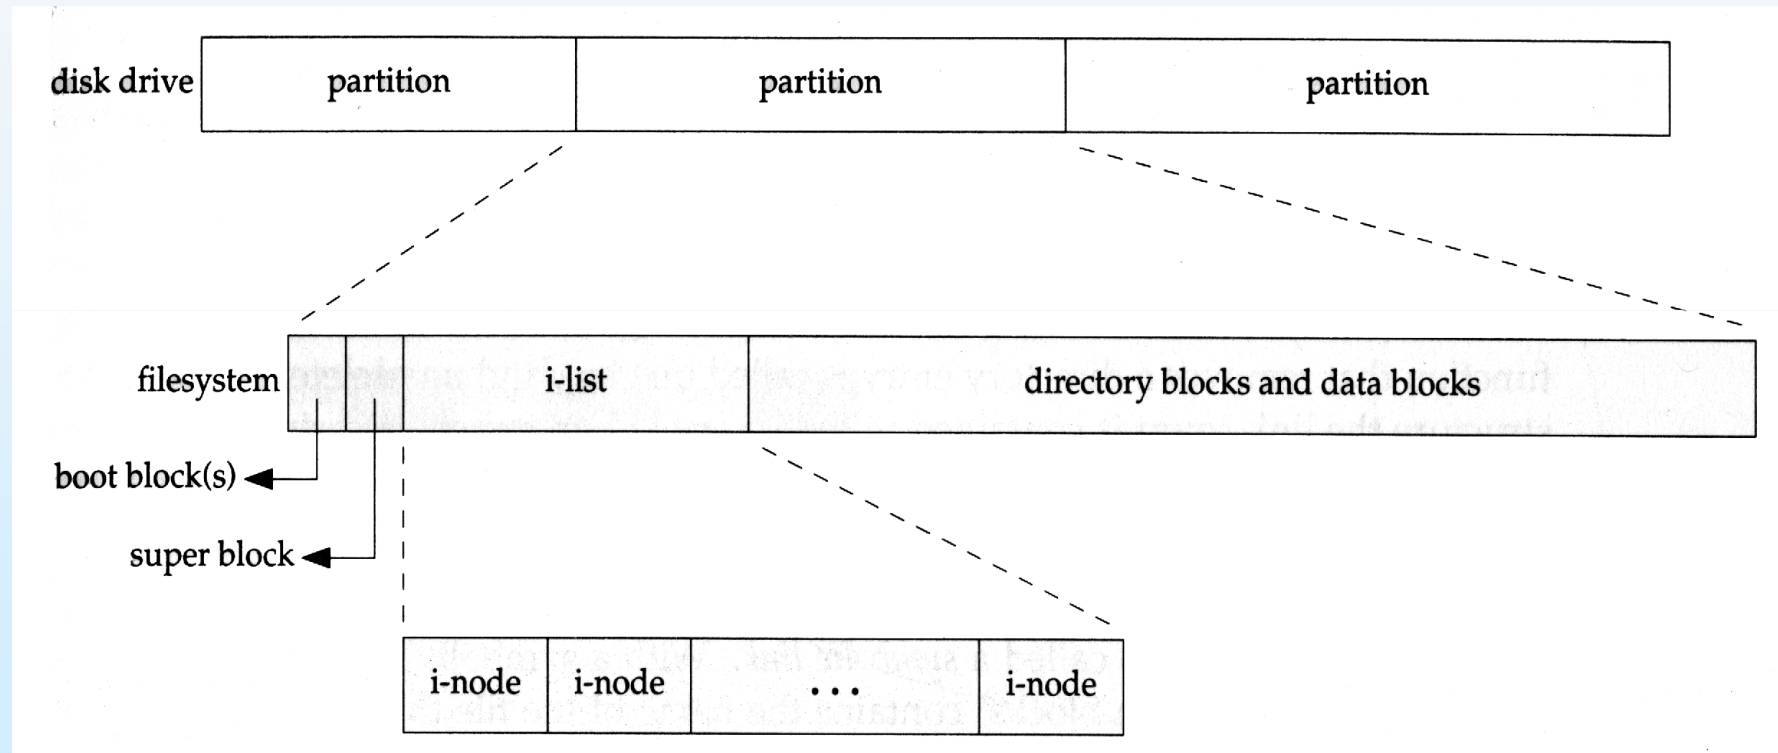 disk drive partition partition partition
filesystem i-list directory blocks and data blocks
boot block(s)
super block
i-node i-node ... i-node